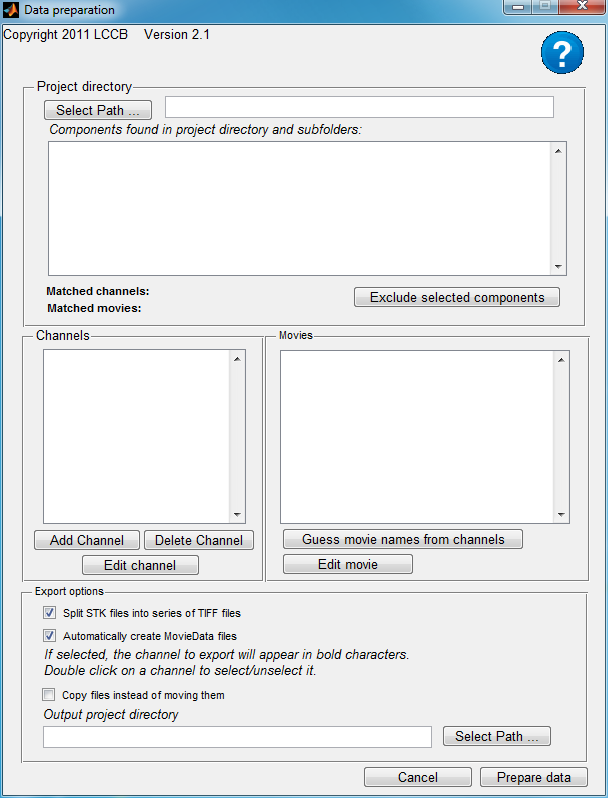 Data preparation
Copyright 2011 LCCB Version 2.1
?
Project directory
Select Path ...
Components found in project directory and subfolders:
Matched channels:
Matched movies:
Exclude selected components
Channels
Movies
Add Channel
Delete Channel
Edit channel
Guess movie names from channels
Edit movie
Export options
Split STK files into series of TIFF files
Automatically create MovieData files
If selected, the channel to export will appear in bold characters.
Double click on a channel to select/unselect it.
Copy files instead of moving them
Output project directory
Select Path ...
Cancel
Prepare data